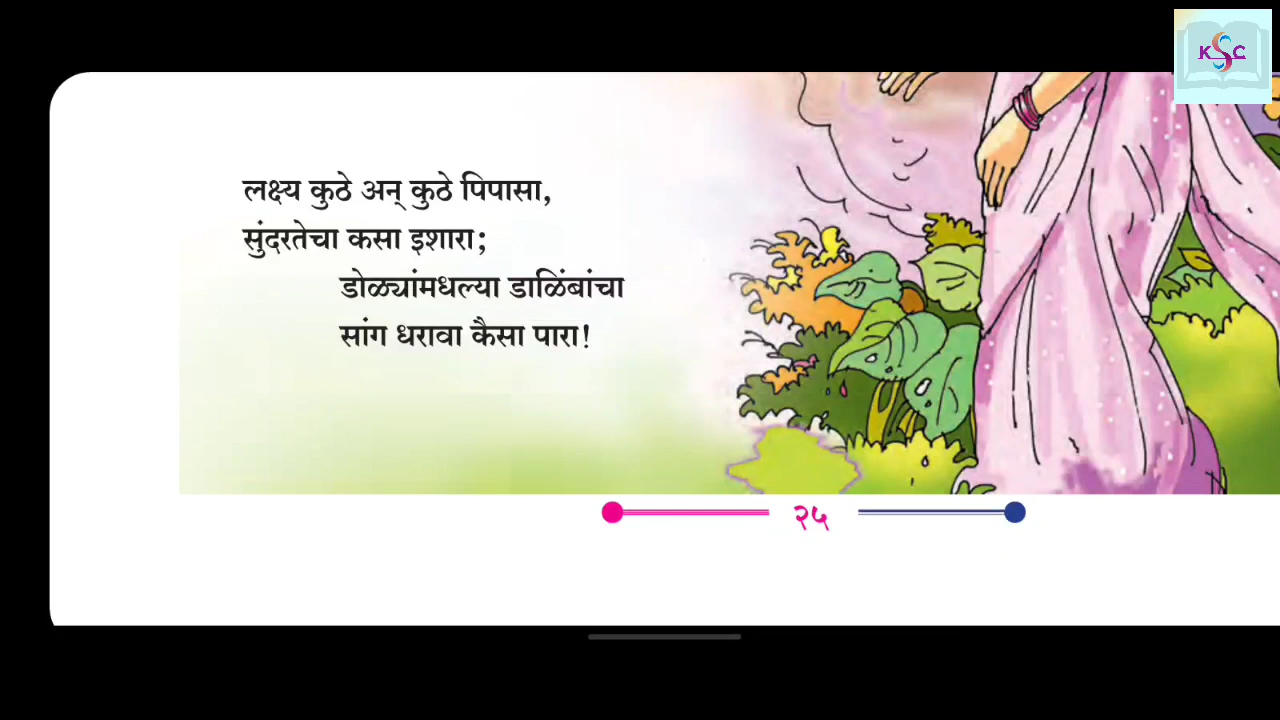 KSC
लक्ष्य कुठे अन् कुठे पिपासा,
सुंदरतेचा कसा इशारा;
डोळ्यांमधल्या डाळिंबांचा
सांग धरावा कैसा पारा!
२५